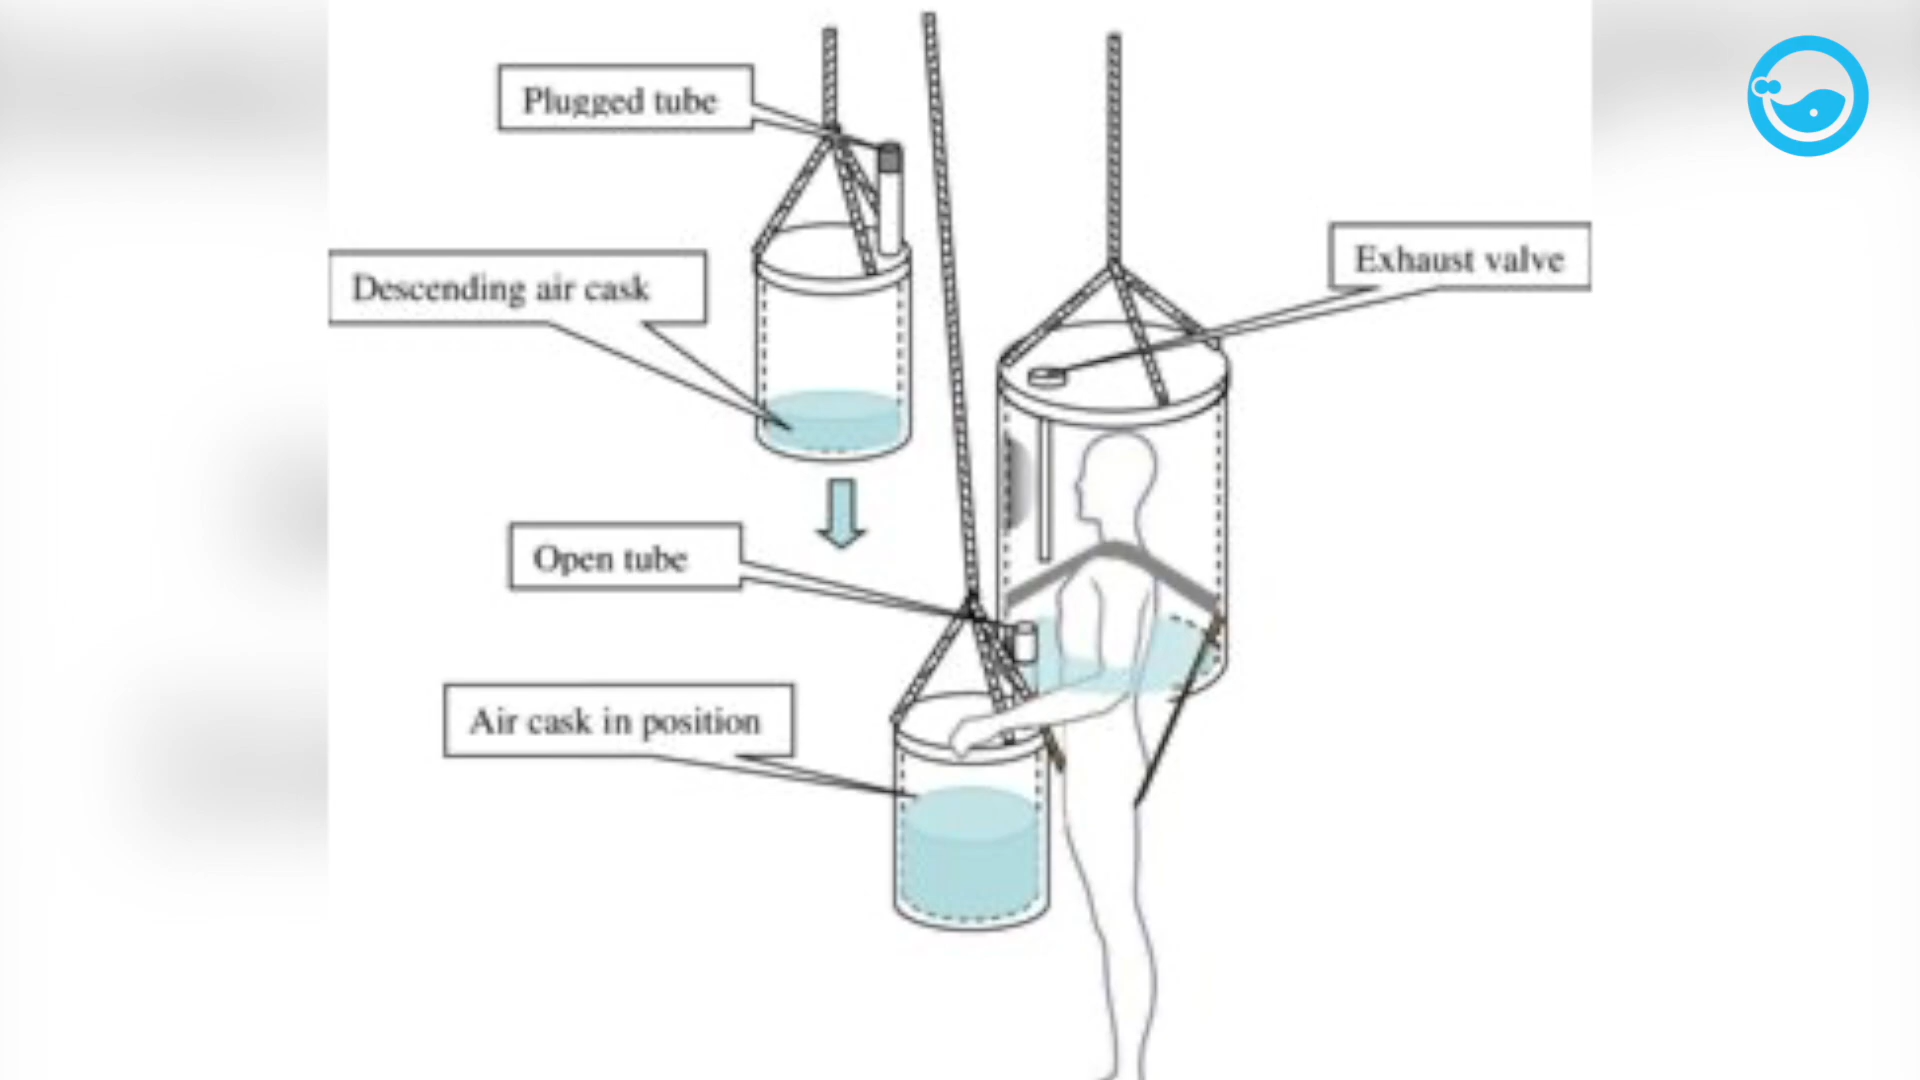 Plugged tube
Exhaust valve
Descending air cask
Open tube
Air cask in position